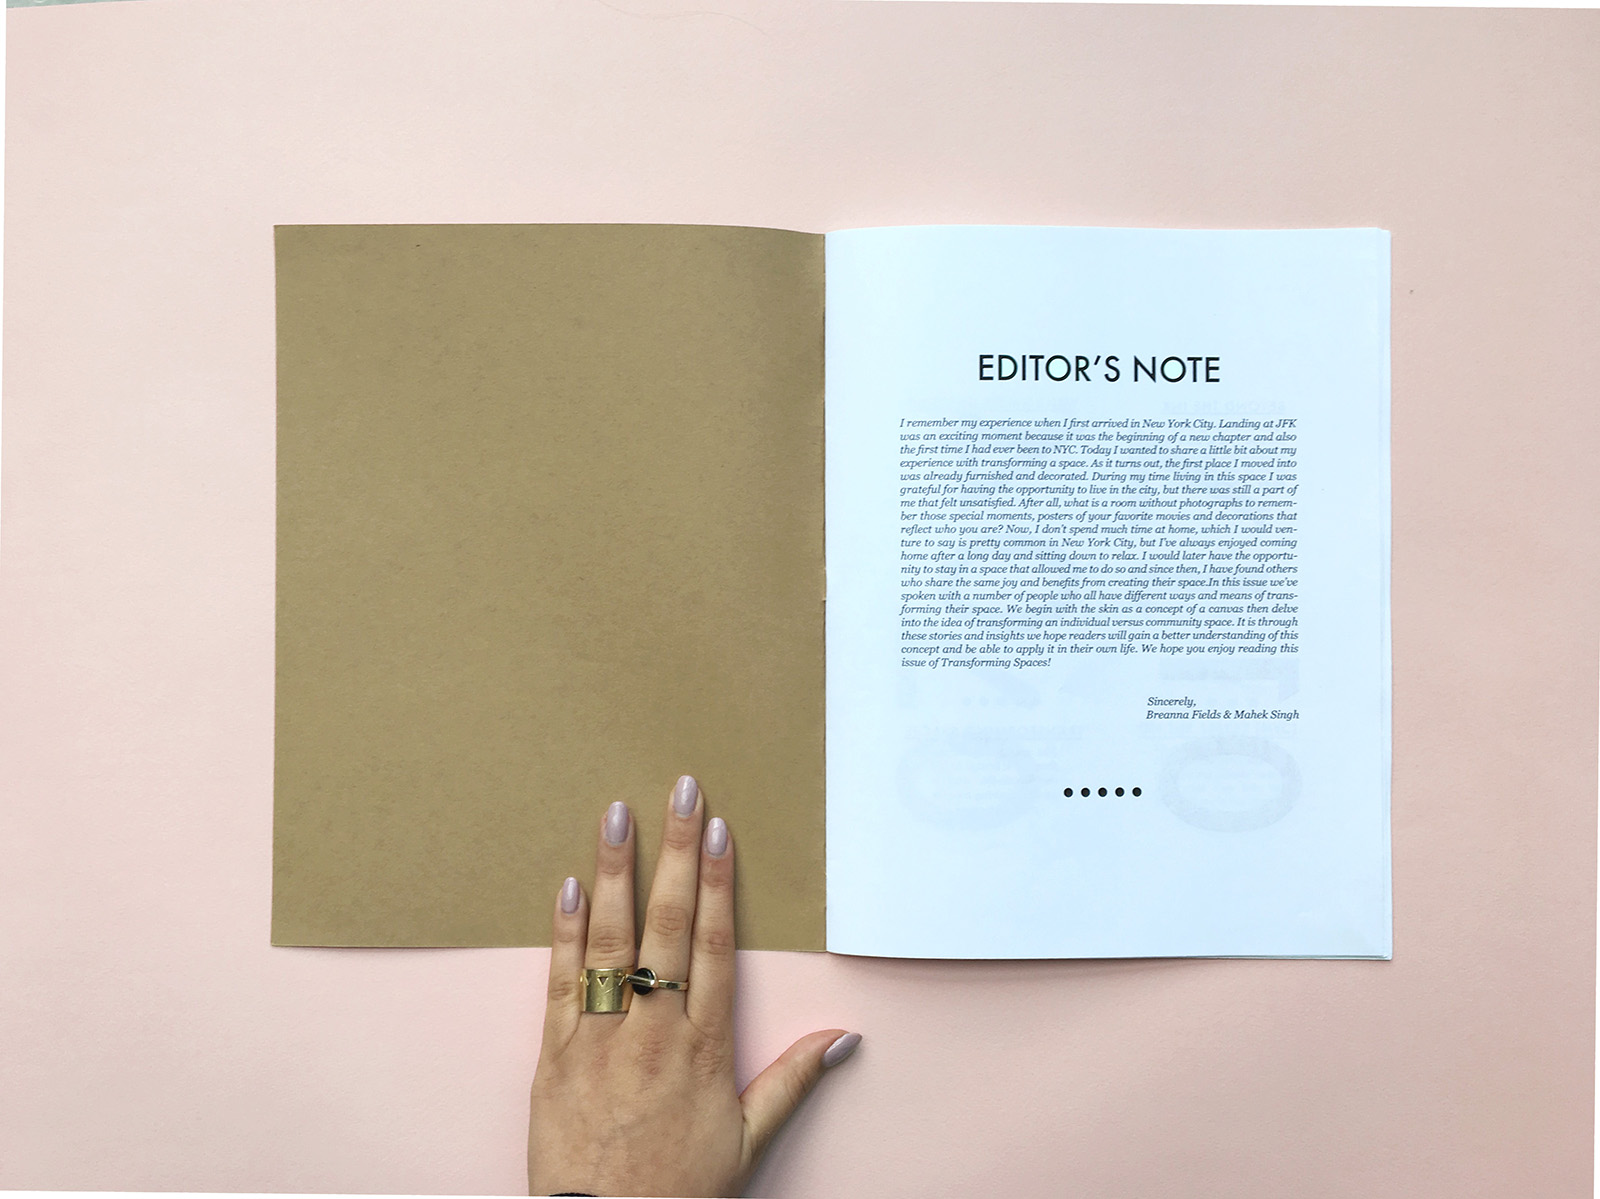 EDITOR'S NOTE
I remember my experience when I first arrived in New York City. Landing at JFK
was an exciting moment because it was the beginning of a new chapter and also
the first time I had ever been to NYC. Today I wanted to share a little bit about my
experience with transforming a space. As it turns out, the first place I moved into
was already furnished and decorated. During my time living in this space I was
grateful for having the opportunity to live in the city, but there was still a part of
me that felt unsatisfied. After all, what is a room without photographs to remem-
ber those special moments, posters of your favorite movies and decorations that
reflect who you are? Now, I don't spend much time at home, which I would ven-
ture to say is pretty common in New York City, but I've always enjoyed coming
home after a long day and sitting down to relax. I would later have the opportu-
nity to stay in a space that allowed me to do so and since then, I have found others
who share the same joy and benefits from creating their space.In this issue we've
spoken with a number of people who all have different ways and means of trans-
forming their space. We begin with the skin as a concept of a canvas then delve
into the idea of transforming an individual versus community space. It is through
these stories and insights we hope readers will gain a better understanding of this
concept and be able to apply it in their own life. We hope you enjoy reading this
issue of Transforming Spaces!
Sincerely,
Breanna Fields & Mahek Singh